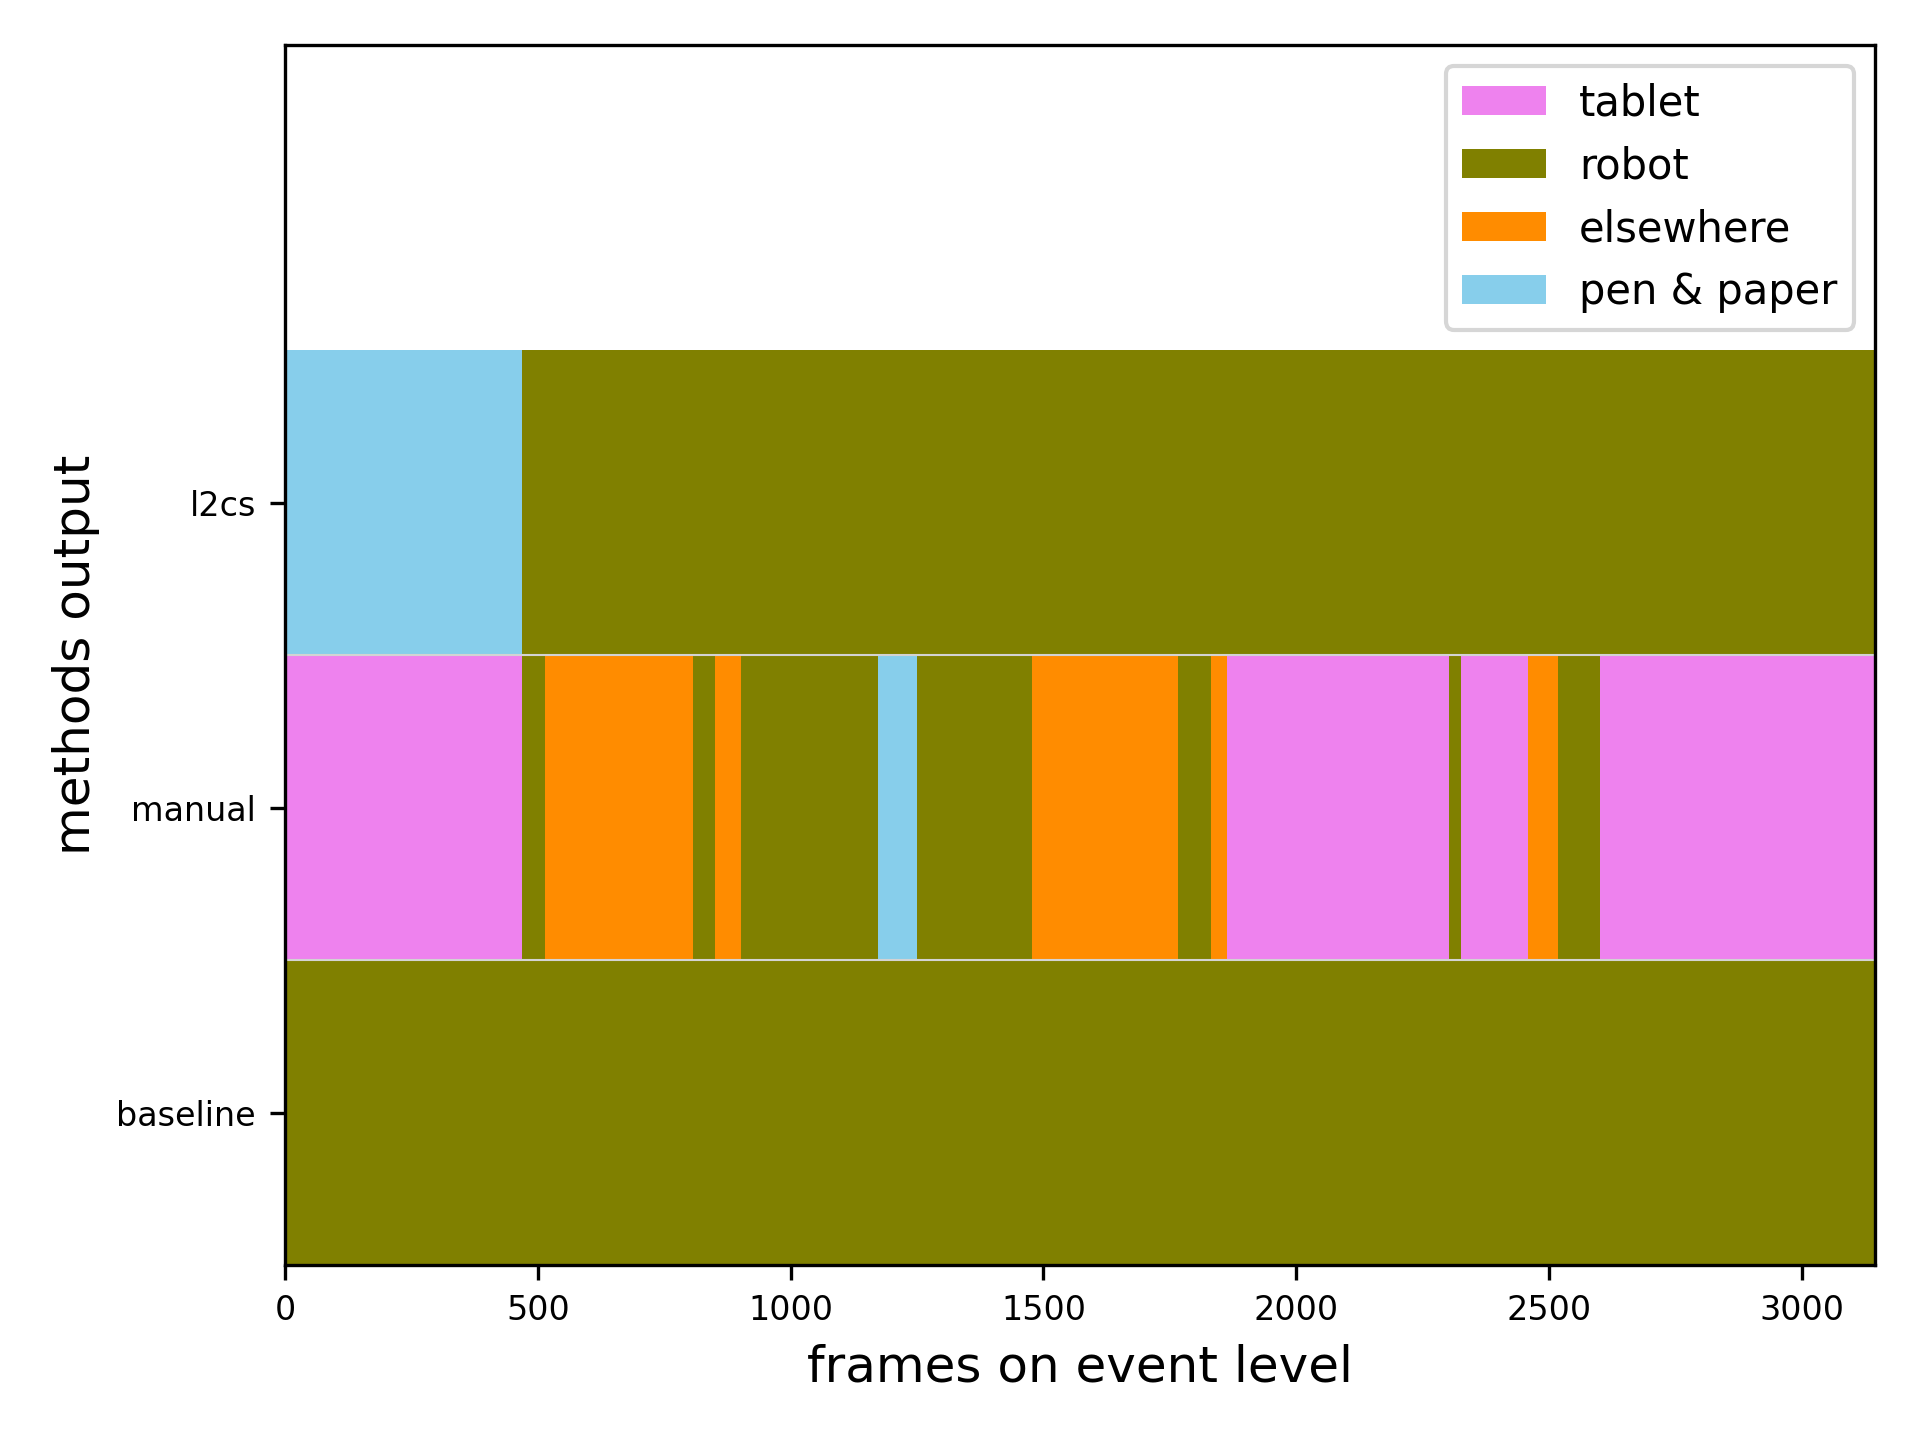 tablet
robot
elsewhere
pen & paper
methods output
l2cs
manual
baseline
0 500 1000 1500 2000 2500 3000
frames on event level